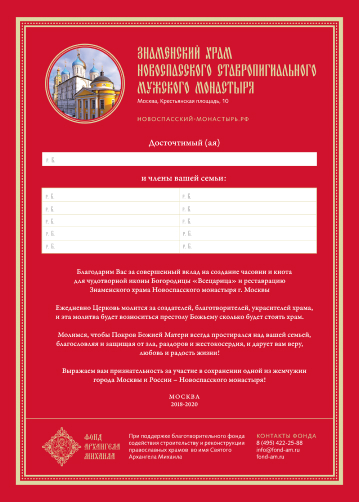 ЗНАМЕНСКИЙ ХРАМ
НОВОСПАССКОГО СТАВРОПИГИАЛЬНОГО
МУЖСКОГО МОНАСТЫРЯ
Москва, Крестьянская площадь, 10
НОВОСПАССКИЙ-МОНАСТЫРЬ.РФ
Досточтимый (ая)
р. Б.
и члены вашей семьи:
р. Б. р. Б.
р. Б. р. Б.
р. Б. р. Б.
р. Б. р. Б.
р. Б. р. Б.
Благодарим Вас за совершенный вклад на создание часовни и киота
для чудотворной иконы Богородицы «Всецарица» и реставрацию
Знаменского храма Новоспасского монастыря г. Москвы
Ежедневно Церковь молится за создателей, благотворителей, украсителей храма,
и эта молитва будет возноситься престолу Божьему сколько будет стоять храм.
Молимся, чтобы Покров Божией Матери всегда простирался над вашей семьей,
благословляя и защищая от зла, раздоров и жестокосердия, и дарует вам веру,
любовь и радость жизни!
Выражаем вам признательность за участие в сохранении одной из жемчужин
города Москвы и России – Новоспасского монастыря!
МОСКВА
2018-2020
ФОНД
АРХАНГЕЛА
МИХАИЛА
При поддержке благотворительного фонда
содействия строительству и реконструкции
православных храмов во имя Святого
Архангела Михаила
КОНТАКТЫ ФОНДА
8 (495) 422-25-88
info@fond-am.ru
fond-am.ru